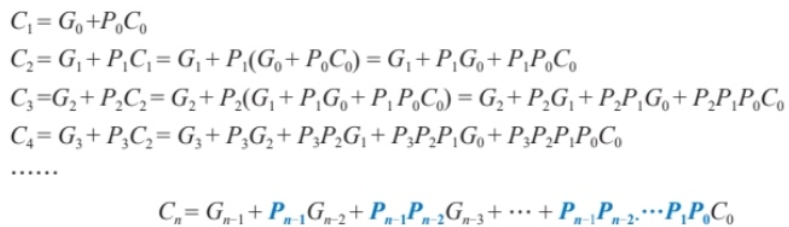 C₁= G₀+P₀C₀
C₂= G₁+ P₁C₁= G₁+ P₁(G₀+ P₀C₀) = G₁+ P₁G₀+ P₁P₀C₀
C₃=G₂+ P₂C₂= G₂+ P₂(G₁+ P₁G₀+ P₁ P₀C₀) = G₂+ P₂G₁+ P₂P₁G₀+ P₂P₁P₀C₀
C₄= G₃+ P₃C₂= G₃+ P₃G₂+ P₃P₂G₁+ P₃P₂P₁G₀+ P₃P₂P₁P₀C₀
……
Cₙ= Gₙ₋₁+ Pₙ₋₁Gₙ₋₂+ Pₙ₋₁Pₙ₋₂Gₙ₋₃+ ⋯ + Pₙ₋₁Pₙ₋₂.⋯P₁P₀C₀